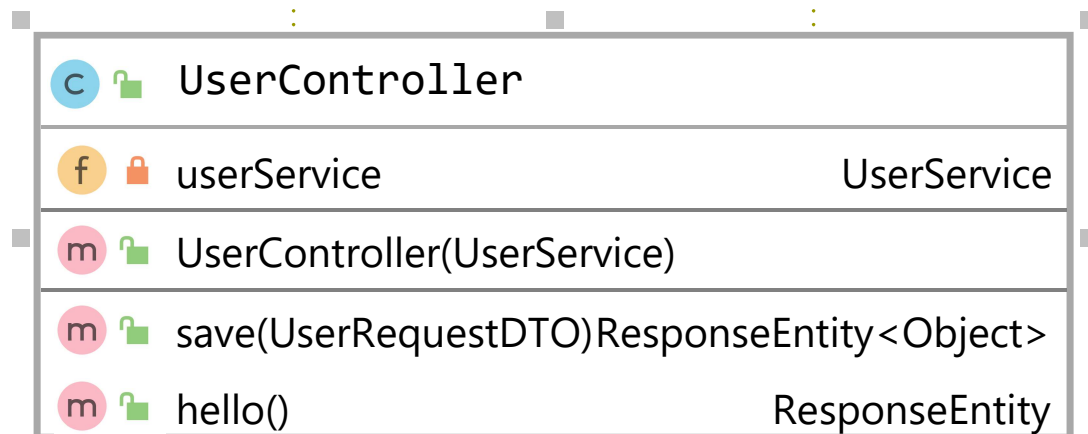 c UserController
f userService UserService
m UserController(UserService)
m save(UserRequestDTO)ResponseEntity<Object>
m hello() ResponseEntity